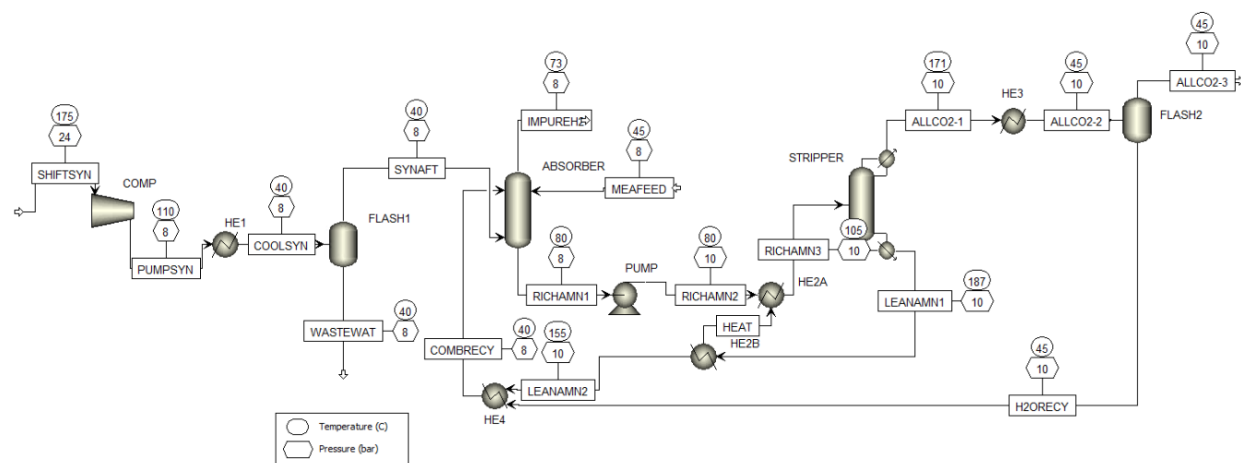 175
24
SHIFTSYN
COMP
110
8
PUMPSYN
HE1
40
8
COOLSYN
FLASH1
40
8
SYNAFT
40
8
WASTEWAT
73
8
IMPUREH2
ABSORBER
45
8
MEAFEED
80
8
RICHAMN1
PUMP
80
10
RICHAMN2
HE2A
HEAT
HE2B
RICHAMN3
105
10
STRIPPER
171
10
ALLCO2-1
HE3
45
10
ALLCO2-2
FLASH2
45
10
ALLCO2-3
LEANAMN1
187
10
155
10
LEANAMN2
COMBRECY
40
8
HE4
45
10
H2ORECY
Temperature (C)
Pressure (bar)